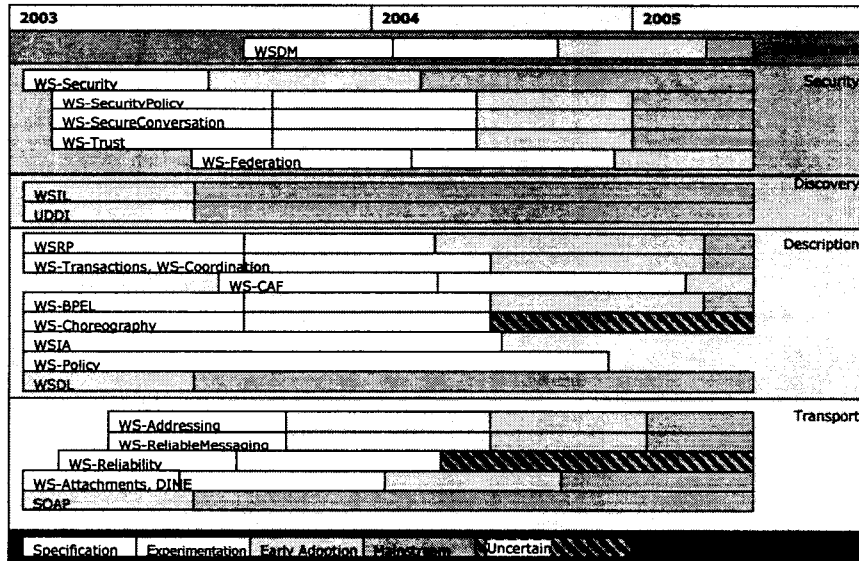 2003 2004 2005
WSDM
WS-Security Security
WS-SecurityPolicy
WS-SecureConversation
WS-Trust
WS-Federation
WSIL Discovery
UDDI
WSRP Description
WS-Transactions, WS-Coordination
WS-CAF
WS-BPEL
WS-Choreography
WSIA
WS-Policy
WSDL
WS-Addressing Transport
WS-ReliableMessaging
WS-Reliability
WS-Attachments, DIME
SOAP
Specification Experimentation Early Adoption Mainstream Uncertain